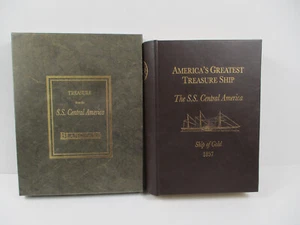 TREASURE
S.S. Central America
AMERICA'S GREATEST
TREASURE SHIP
The S.S. Central America
Ship of Gold
1857